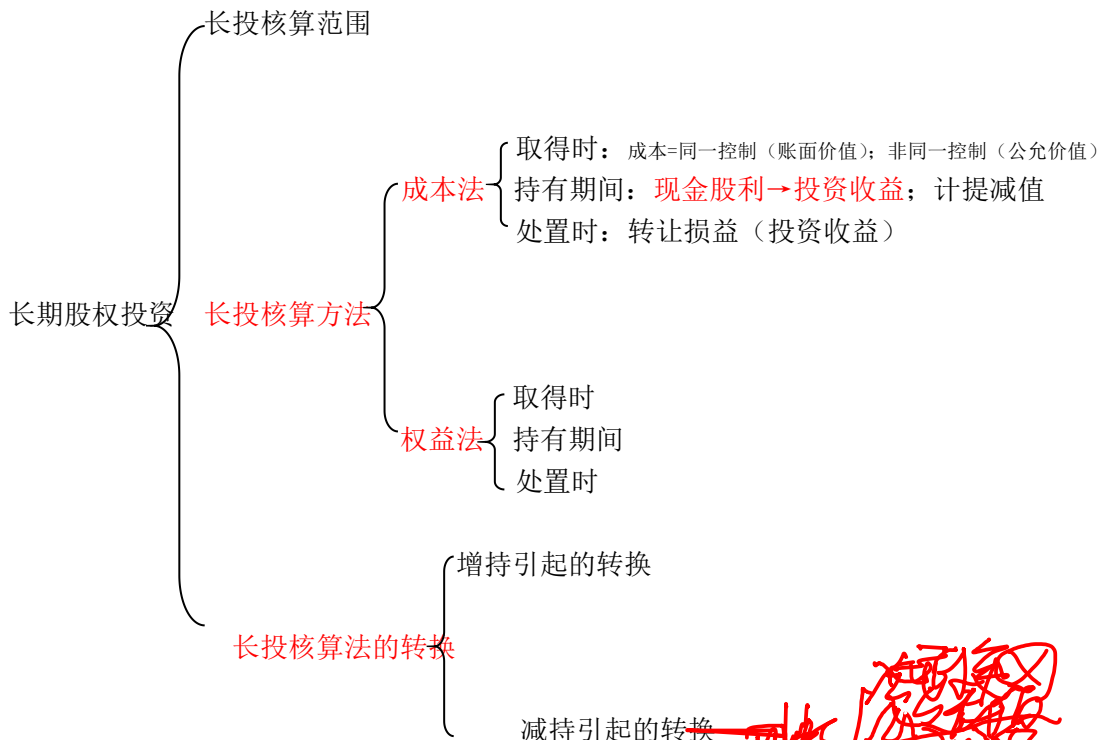 长投核算范围
取得时：成本=同一控制（账面价值）；非同一控制（公允价值）
成本法
持有期间：现金股利→投资收益；计提减值
处置时：转让损益（投资收益）
长期股权投资
长投核算方法
取得时
权益法
持有期间
处置时
增持引起的转换
长投核算法的转换
减持引起的转换